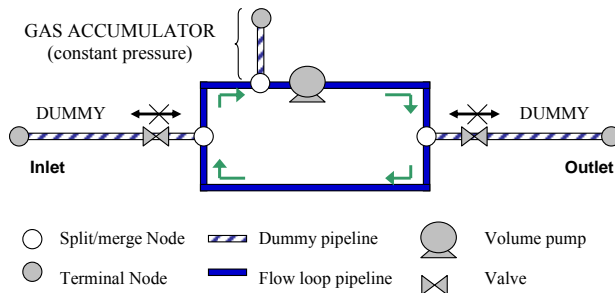 GAS ACCUMULATOR
(constant pressure)
DUMMY
DUMMY
Inlet
Outlet
Split/merge Node
Dummy pipeline
Volume pump
Terminal Node
Flow loop pipeline
Valve